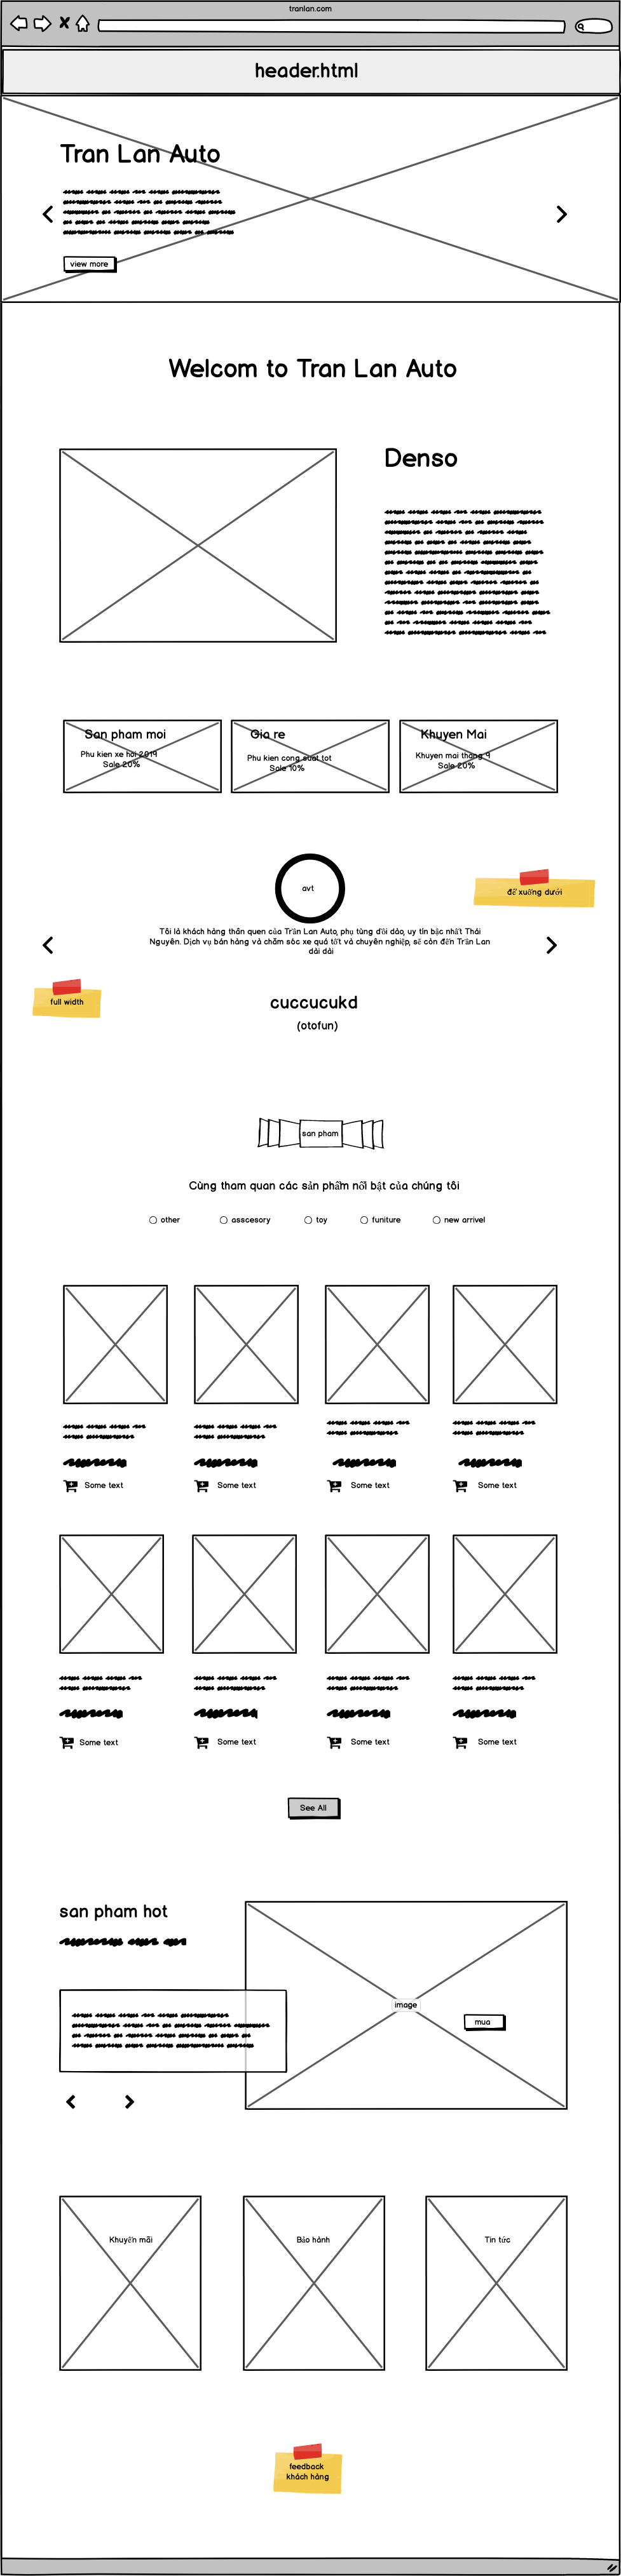 tranlan.com
header.html
Tran Lan Auto
view more
Welcom to Tran Lan Auto
Denso
San pham moi
Phu kien xe hoi 2019
Sale 20%
Gia re
Phu kien cong suat tot
Sale 10%
Khuyen Mai
Khuyen mai tháng 9
Sale 20%
avt
để xuống dưới
Tôi là khách hàng thân quen của Trần Lan Auto, phụ tùng dồi dào, uy tín bậc nhất Thái
Nguyên. Dịch vụ bán hàng và chăm sóc xe quá tốt và chuyên nghiệp, sẽ còn đến Trần Lan
dài dài
full width
cuccucukd
(otofun)
san pham
Cùng tham quan các sản phẩm nổi bật của chúng tôi
other
asscesory
toy
funiture
new arrivel
Some text
Some text
Some text
Some text
Some text
Some text
Some text
Some text
See All
san pham hot
image
mua
Khuyến mãi
Bảo hành
Tin tức
feedback
khách hàng